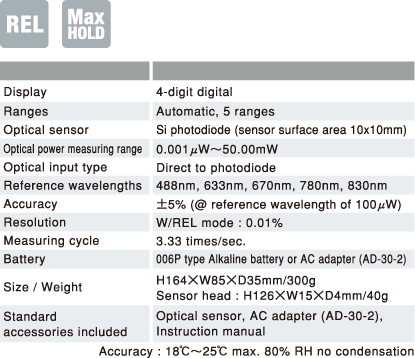 REL
Max
HOLD
Display 4-digit digital
Ranges Automatic, 5 ranges
Optical sensor Si photodiode (sensor surface area 10x10mm)
Optical power measuring range 0.001μW～50.00mW
Optical input type Direct to photodiode
Reference wavelengths 488nm, 633nm, 670nm, 780nm, 830nm
Accuracy ±5% (@ reference wavelength of 100μW)
Resolution W/REL mode : 0.01%
Measuring cycle 3.33 times/sec.
Battery 006P type Alkaline battery or AC adapter (AD-30-2)
Size / Weight H164×W85×D35mm/300g
Sensor head : H126×W15×D4mm/40g
Standard Optical sensor, AC adapter (AD-30-2),
accessories included Instruction manual
Accuracy : 18℃～25℃ max. 80% RH no condensation